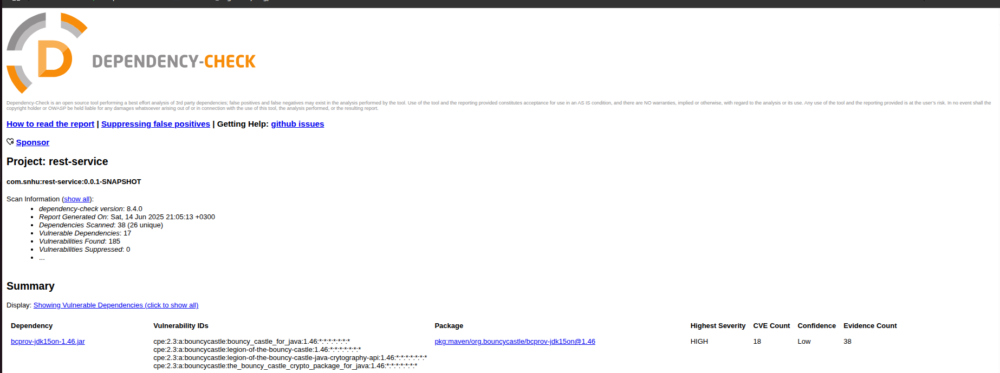 DEPENDENCY-CHECK
Dependency-Check is an open source tool performing a best effort analysis of 3rd party dependencies; false positives and false negatives may exist in the analysis performed by the tool. Use of the tool and the reporting provided constitutes acceptance for use in an AS IS condition, and there are NO warranties, implied or otherwise, with regard to the analysis or its use. Any use of the tool and the reporting provided is at the user's risk. In no event shall the
copyright holder or OWASP be held liable for any damages whatsoever arising out of or in connection with the use of this tool, the analysis performed, or the resulting report.
How to read the report | Suppressing false positives | Getting Help: github issues
Sponsor
Project: rest-service
com.snhu:rest-service:0.0.1-SNAPSHOT
Scan Information (show all):
• dependency-check version: 8.4.0
• Report Generated On: Sat, 14 Jun 2025 21:05:13 +0300
• Dependencies Scanned: 38 (26 unique)
• Vulnerable Dependencies: 17
• Vulnerabilities Found: 185
• Vulnerabilities Suppressed: 0
• ...
Summary
Display: Showing Vulnerable Dependencies (click to show all)
Dependency Vulnerability IDs Package Highest Severity CVE Count Confidence Evidence Count
bcprov-jdk15on-1.46.jar cpe:2.3:a:bouncycastle:bouncy_castle_for_java:1.46:*:*:*:*:*:*:* pkg:maven/org.bouncycastle/bcprov-jdk15on@1.46 HIGH 18 Low 38
cpe:2.3:a:bouncycastle:legion-of-the-bouncy-castle:1.46:*:*:*:*:*:*:*
cpe:2.3:a:bouncycastle:legion-of-the-bouncy-castle-java-crytography-api:1.46:*:*:*:*:*:*:*
cpe:2.3:a:bouncycastle:the_bouncy_castle_crypto_package_for_java:1.46:*:*:*:*:*:*:*